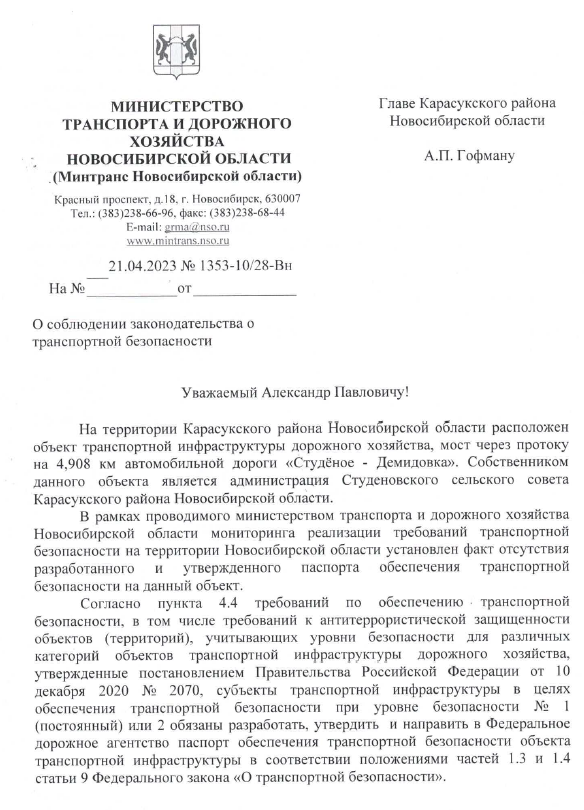 МИНИСТЕРСТВО
ТРАНСПОРТА И ДОРОЖНОГО
ХОЗЯЙСТВА
НОВОСИБИРСКОЙ ОБЛАСТИ
(Минтранс Новосибирской области)
Красный проспект, д.18, г. Новосибирск, 630007
Тел.: (383)238-66-96, факс: (383)238-68-44
E-mail: grma@nso.ru
www.mintrans.nso.ru
21.04.2023 № 1353-10/28-Вн
На № от
Главе Карасукского района
Новосибирской области
А.П. Гофману
О соблюдении законодательства о
транспортной безопасности
Уважаемый Александр Павловичу!
На территории Карасукского района Новосибирской области расположен
объект транспортной инфраструктуры дорожного хозяйства, мост через протоку
на 4,908 км автомобильной дороги «Студёное - Демидовка». Собственником
данного объекта является администрация Студеновского сельского совета
Карасукского района Новосибирской области.
В рамках проводимого министерством транспорта и дорожного хозяйства
Новосибирской области мониторинга реализации требований транспортной
безопасности на территории Новосибирской области установлен факт отсутствия
разработанного и утвержденного паспорта обеспечения транспортной
безопасности на данный объект.
Согласно пункта 4.4 требований по обеспечению транспортной
безопасности, в том числе требований к антитеррористической защищенности
объектов (территорий), учитывающих уровни безопасности для различных
категорий объектов транспортной инфраструктуры дорожного хозяйства,
утвержденные постановлением Правительства Российской Федерации от 10
декабря 2020 № 2070, субъекты транспортной инфраструктуры в целях
обеспечения транспортной безопасности при уровне безопасности № 1
(постоянный) или 2 обязаны разработать, утвердить и направить в Федеральное
дорожное агентство паспорт обеспечения транспортной безопасности объекта
транспортной инфраструктуры в соответствии положениями частей 1.3 и 1.4
статьи 9 Федерального закона «О транспортной безопасности».